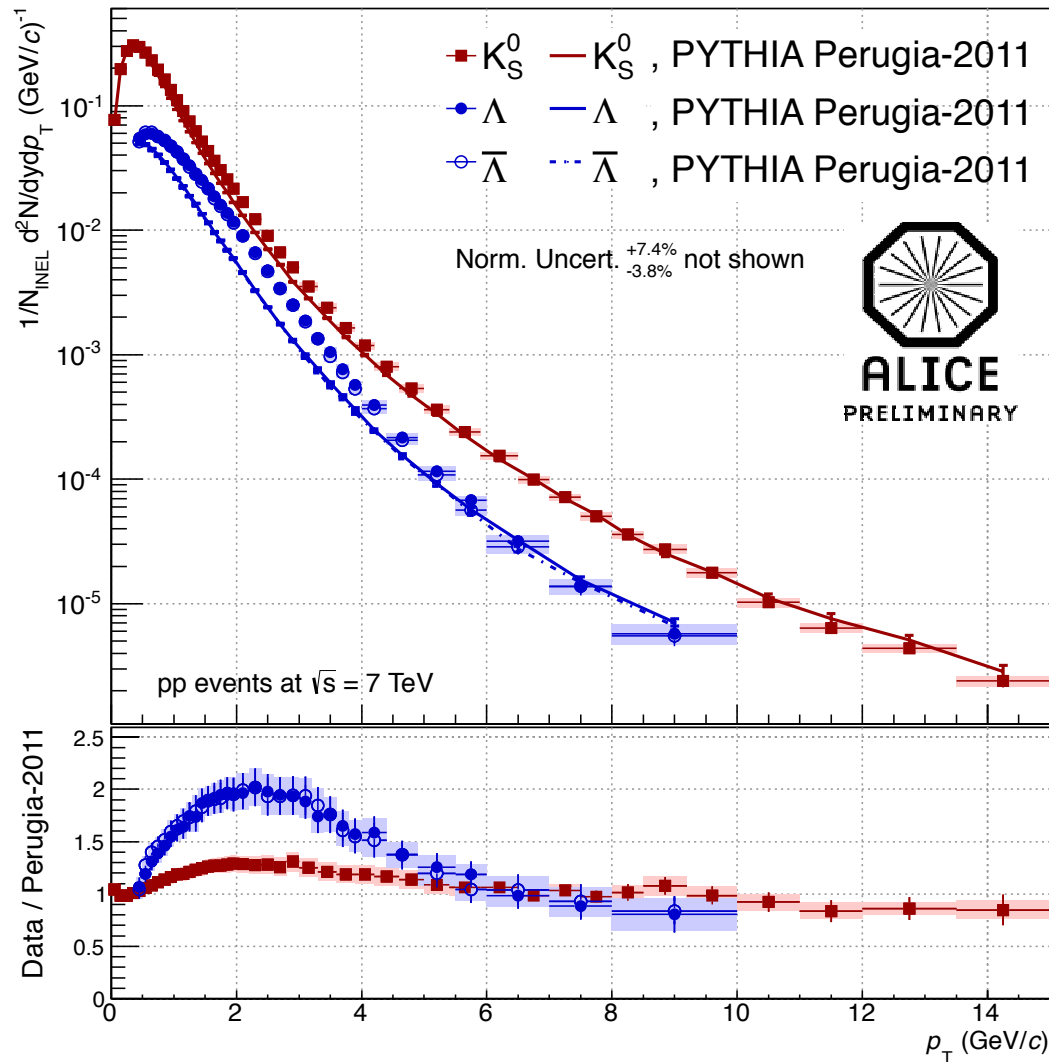 1/N_INEL d²N/dydp_T (GeV/c)⁻¹
10⁻¹
10⁻²
10⁻³
10⁻⁴
10⁻⁵
K⁰_S K⁰_S , PYTHIA Perugia-2011
Λ Λ , PYTHIA Perugia-2011
Λ̅ Λ̅ , PYTHIA Perugia-2011
Norm. Uncert. +7.4% -3.8% not shown
ALICE
PRELIMINARY
pp events at √s = 7 TeV
Data / Perugia-2011
2.5
2
1.5
1
0.5
0
0 2 4 6 8 10 12 14
p_T (GeV/c)